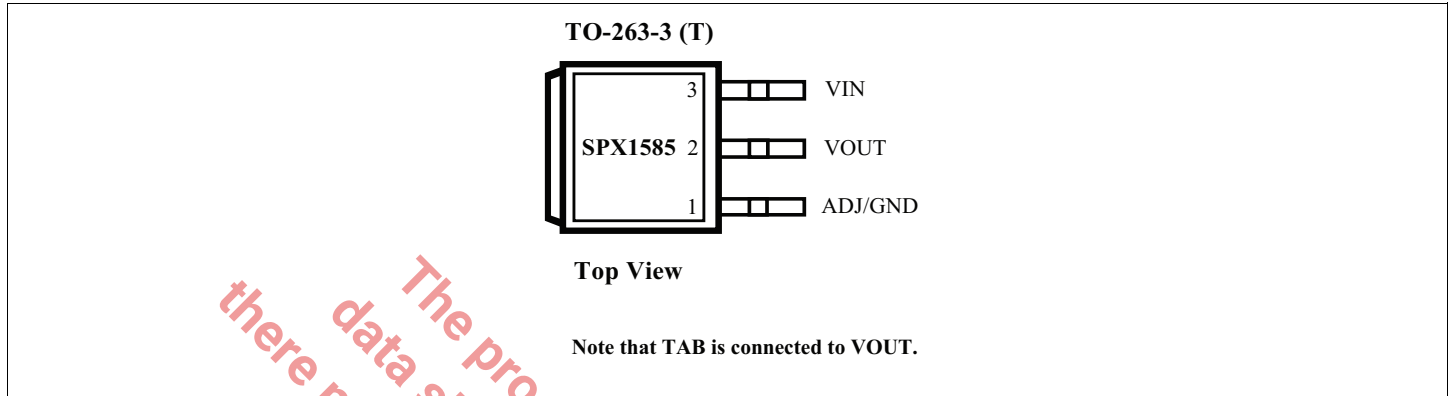 TO-263-3 (T)
3 VIN
SPX1585 2 VOUT
1 ADJ/GND
Top View
Note that TAB is connected to VOUT.
The
data
there